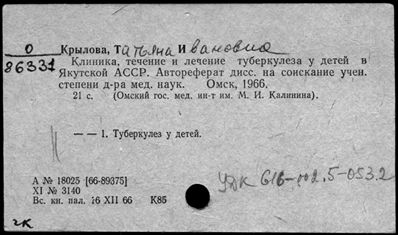 О Крылова, Татьяна Ивановна
86331 Клиника, течение и лечение туберкулеза у детей в
Якутской АССР. Автореферат дисс. на соискание учен.
степени д-ра мед. наук. Омск, 1966,
21 с. (Омский гос. мед. ин-т им. М. И. Калинина).
— — 1. Туберкулез у детей.
А № 18025 [66-89375]
XI № 3140
Вс. кн. пал. 16 XII 66 К85
УДК 616-002.5-053.2
чк